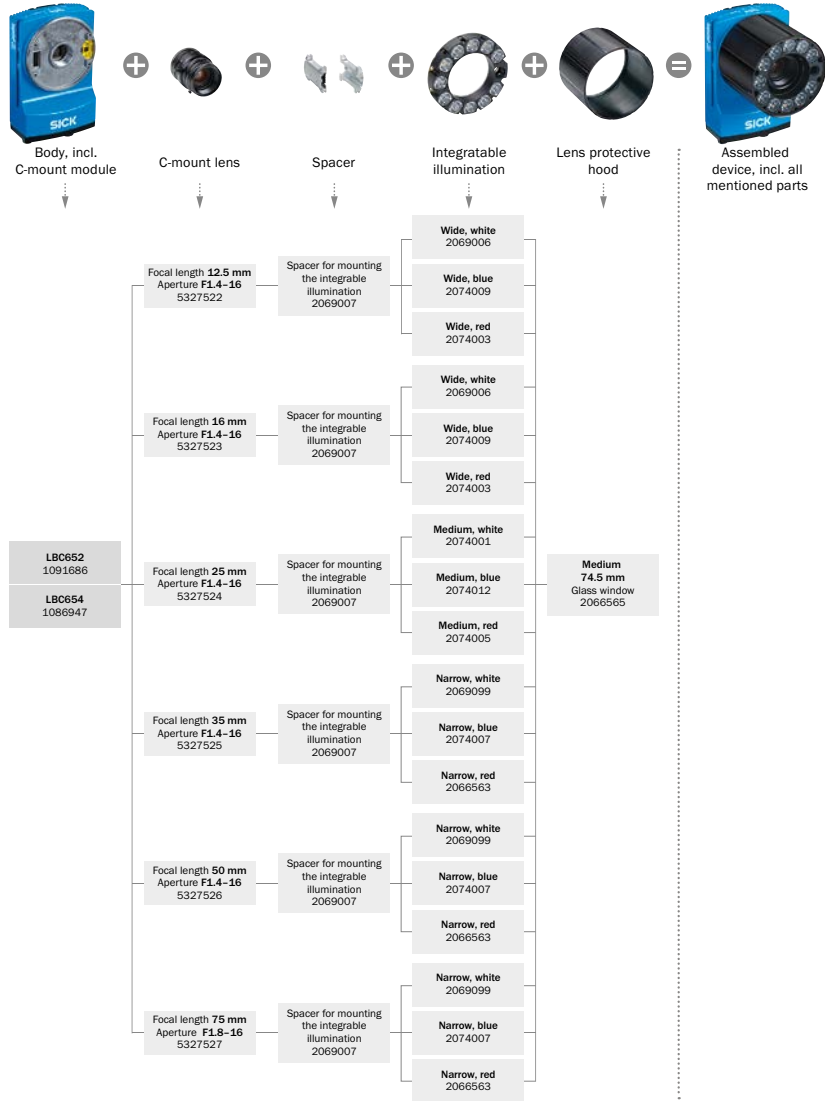 SICK
SICK
Body, incl.
C-mount module
C-mount lens
Spacer
Integratable
illumination
Lens protective
hood
Assembled
device, incl. all
mentioned parts
LBC652
1091686
LBC654
1086947
Focal length 12.5 mm
Aperture F1.4–16
5327522
Spacer for mounting
the integrable
illumination
2069007
Wide, white
2069006
Wide, blue
2074009
Wide, red
2074003
Focal length 16 mm
Aperture F1.4–16
5327523
Spacer for mounting
the integrable
illumination
2069007
Wide, white
2069006
Wide, blue
2074009
Wide, red
2074003
Focal length 25 mm
Aperture F1.4–16
5327524
Spacer for mounting
the integrable
illumination
2069007
Medium, white
2074001
Medium, blue
2074012
Medium, red
2074005
Focal length 35 mm
Aperture F1.4–16
5327525
Spacer for mounting
the integrable
illumination
2069007
Narrow, white
2069099
Narrow, blue
2074007
Narrow, red
2066563
Focal length 50 mm
Aperture F1.4–16
5327526
Spacer for mounting
the integrable
illumination
2069007
Narrow, white
2069099
Narrow, blue
2074007
Narrow, red
2066563
Focal length 75 mm
Aperture F1.8–16
5327527
Spacer for mounting
the integrable
illumination
2069007
Narrow, white
2069099
Narrow, blue
2074007
Narrow, red
2066563
Medium
74.5 mm
Glass window
2066565